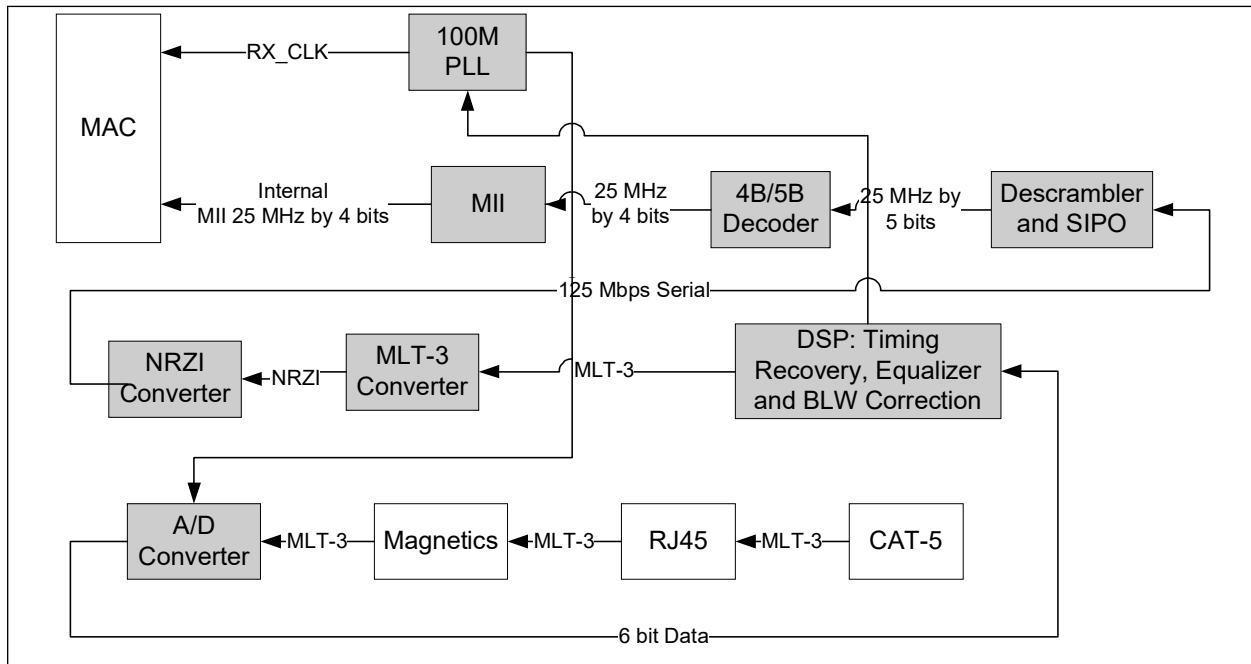 100M
PLL
RX_CLK
MAC
Internal
MII 25 MHz by 4 bits
MII
25 MHz
by 4 bits
4B/5B
Decoder
25 MHz by
5 bits
Descrambler
and SIPO
125 Mbps Serial
NRZI
Converter
NRZI
MLT-3
Converter
MLT-3
DSP: Timing
Recovery, Equalizer
and BLW Correction
A/D
Converter
MLT-3
Magnetics
MLT-3
RJ45
MLT-3
CAT-5
6 bit Data